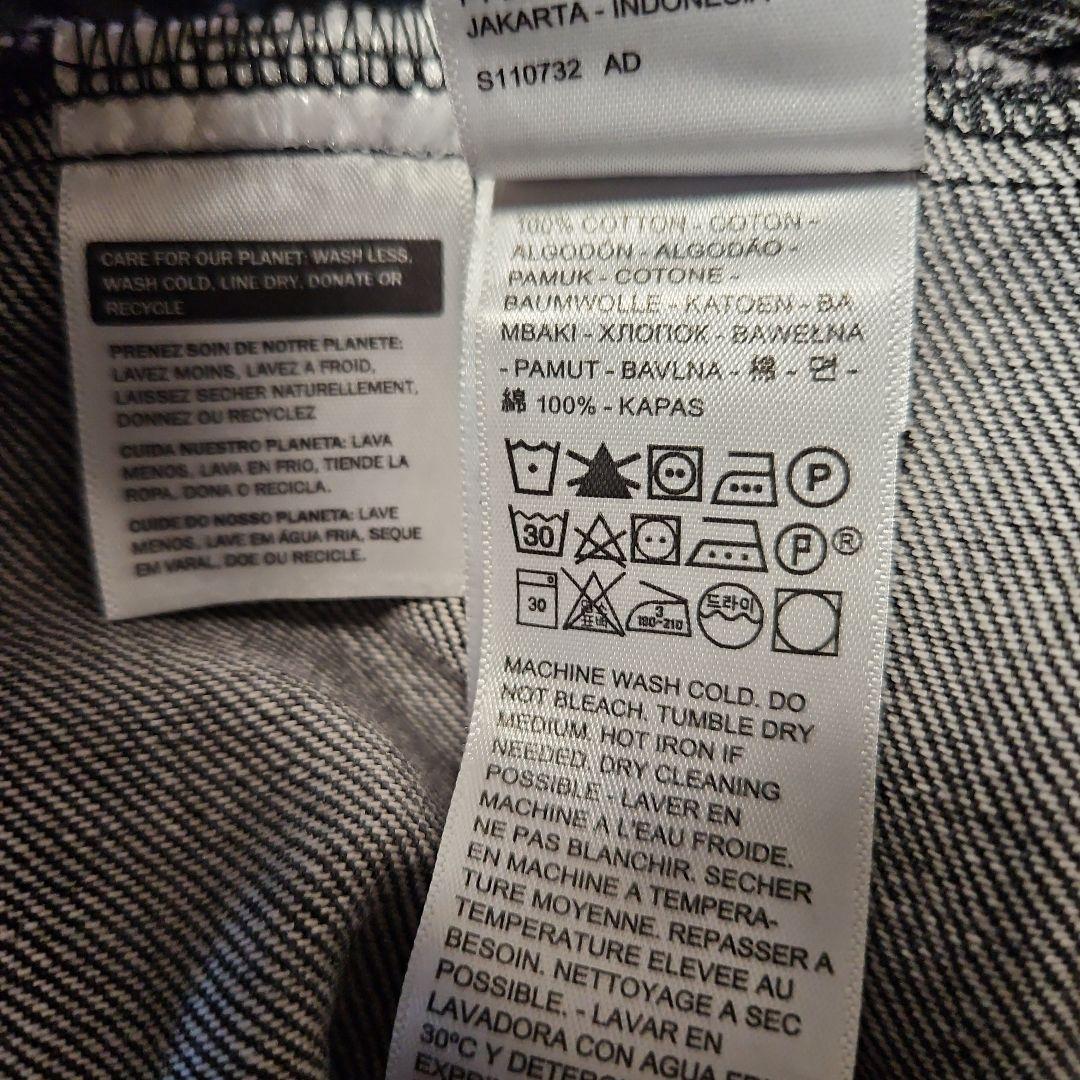 JAKARTA - INDONESIA
S110732 AD
CARE FOR OUR PLANET: WASH LESS,
WASH COLD, LINE DRY, DONATE OR
RECYCLE
PRENEZ SOIN DE NOTRE PLANETE:
LAVEZ MOINS, LAVEZ A FROID,
LAISSEZ SECHER NATURELLEMENT,
DONNEZ OU RECYCLEZ
CUIDA NUESTRO PLANETA: LAVA
MENOS, LAVA EN FRIO, TIENDE LA
ROPA, DONA O RECICLA.
CUIDE DO NOSSO PLANETA: LAVE
MENOS, LAVE EM ÁGUA FRIA, SEQUE
EM VARAL, DOE OU RECICLE.
100% COTTON - COTON -
ALGODÓN - ALGODÃO -
PAMUK - COTONE -
BAUMWOLLE - KATOEN - BA
MBAKI - ХЛОПОК - BAWEŁNA
- PAMUT - BAVLNA - 棉 - 면 -
綿 100% - KAPAS
P
30 P ®
30 3 180~210 드라이
MACHINE WASH COLD. DO
NOT BLEACH. TUMBLE DRY
MEDIUM. HOT IRON IF
NEEDED. DRY CLEANING
POSSIBLE - LAVER EN
MACHINE A L'EAU FROIDE.
NE PAS BLANCHIR. SECHER
EN MACHINE A TEMPERA-
TURE MOYENNE. REPASSER A
TEMPERATURE ELEVEE AU
BESOIN. NETTOYAGE A SEC
POSSIBLE. - LAVAR EN
LAVADORA CON AGUA
30ºC Y